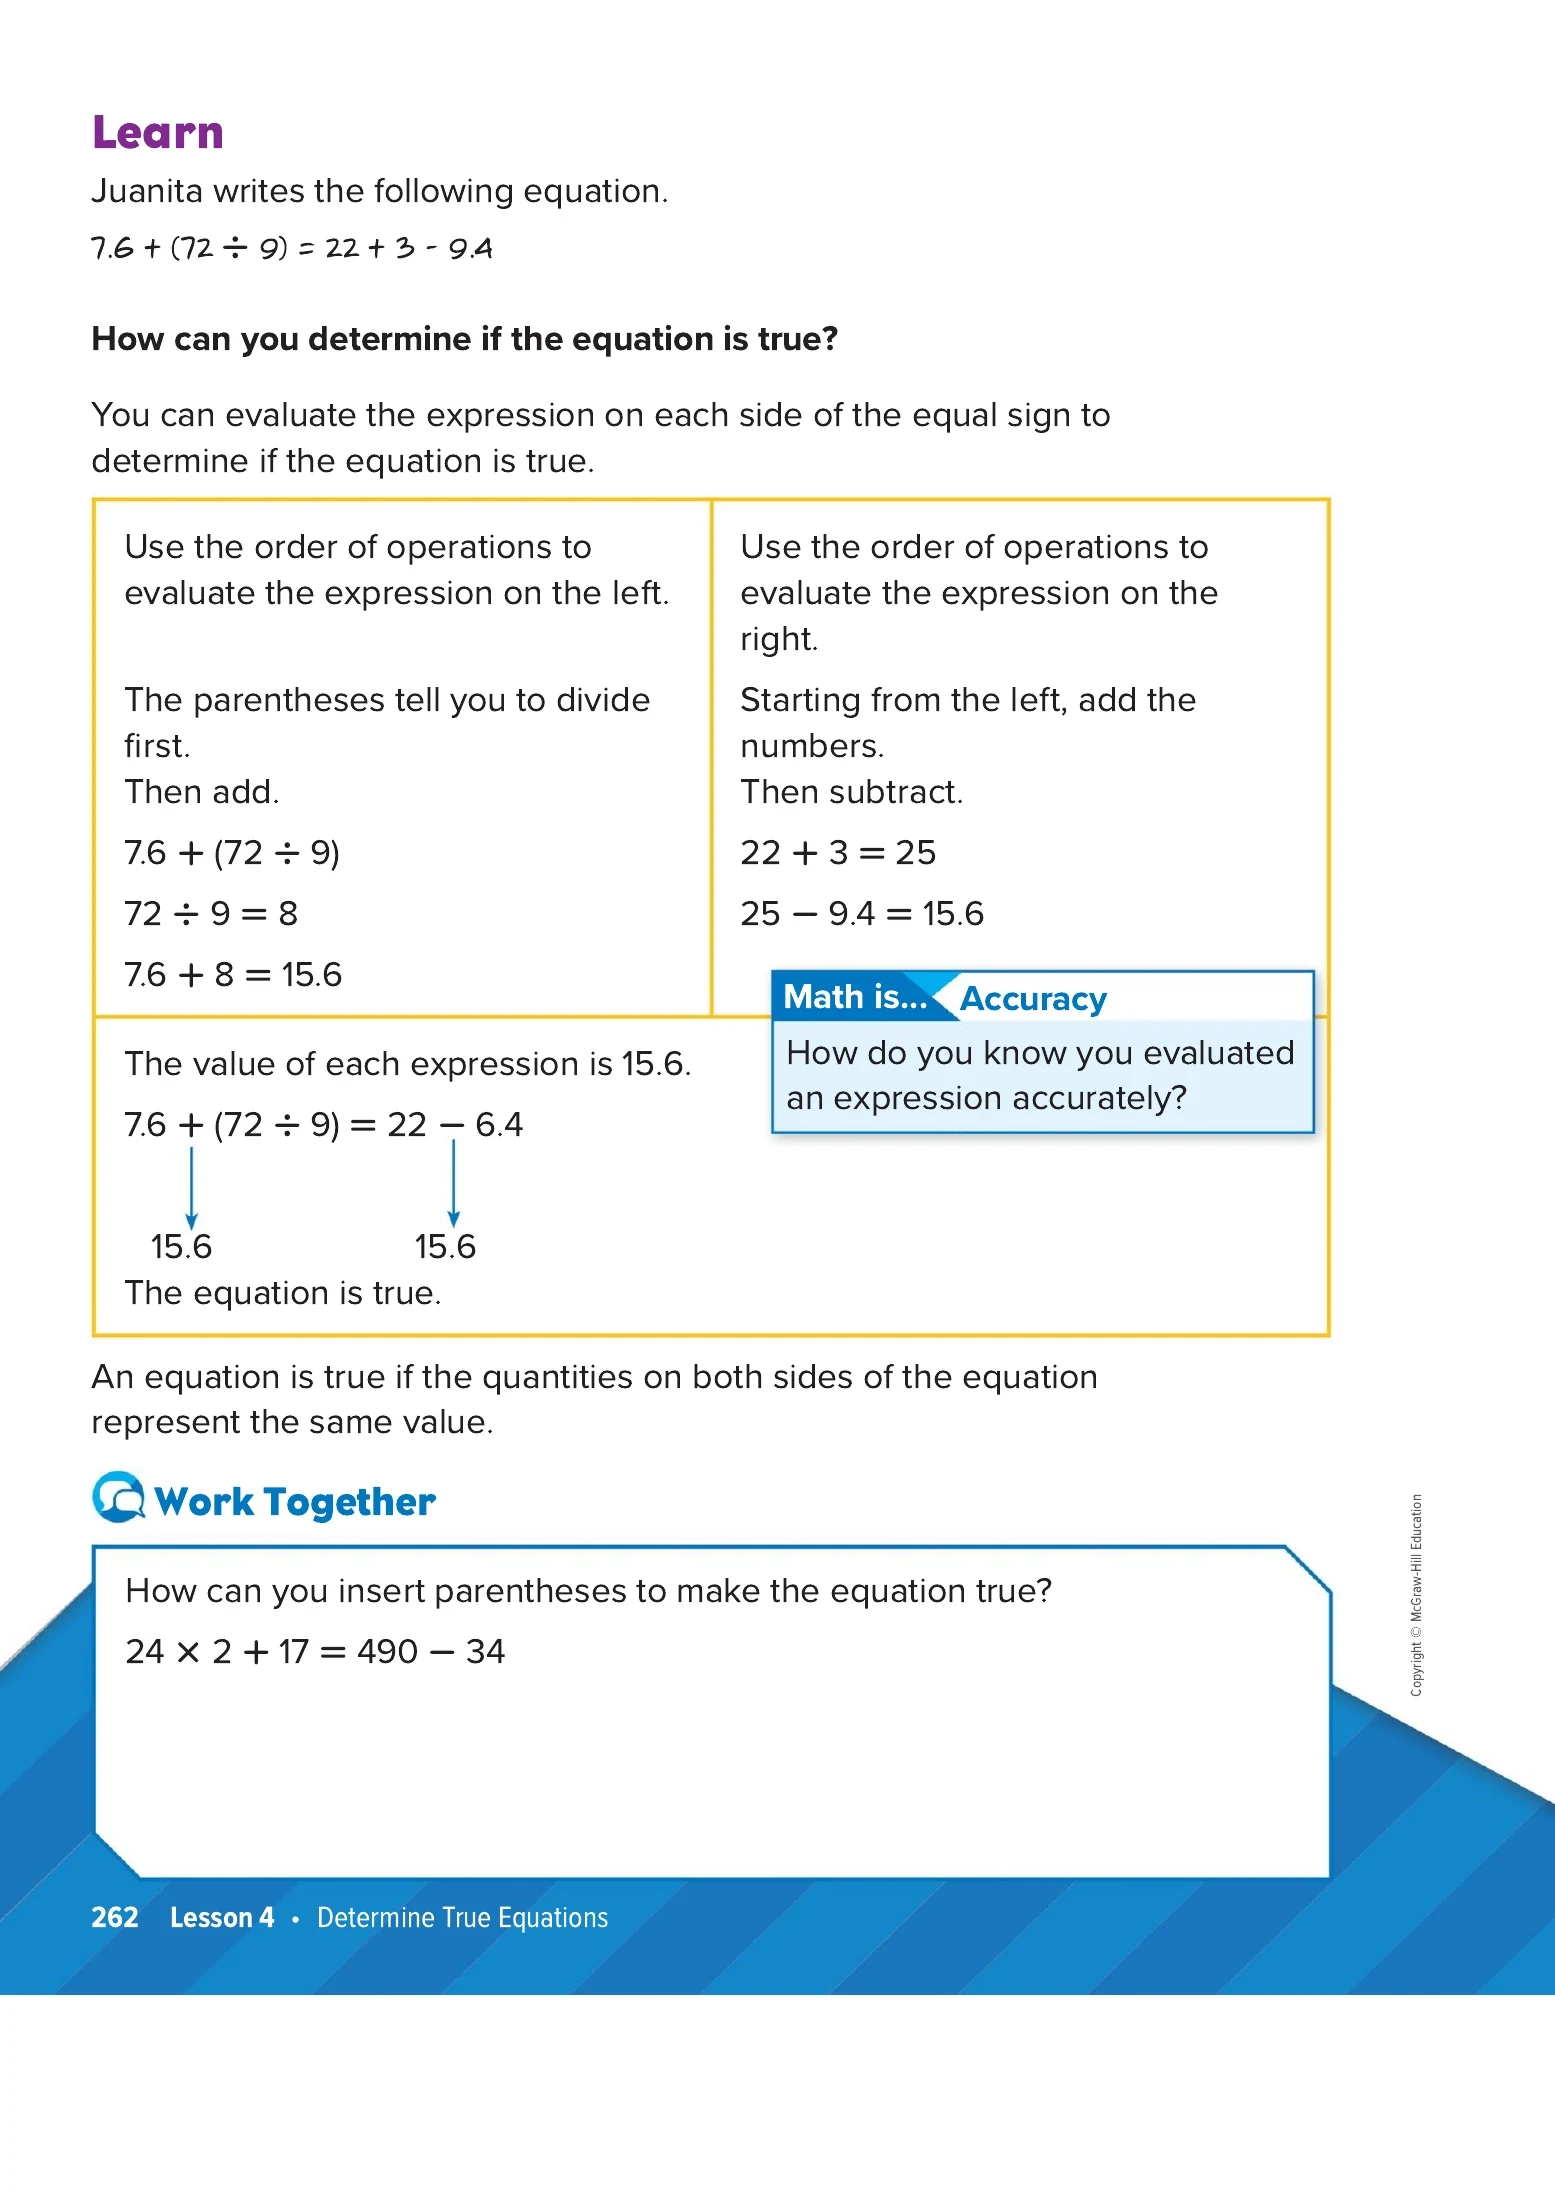 Learn
Juanita writes the following equation.
7.6 + (72 ÷ 9) = 22 + 3 - 9.4
How can you determine if the equation is true?
You can evaluate the expression on each side of the equal sign to
determine if the equation is true.
Use the order of operations to
evaluate the expression on the left.
The parentheses tell you to divide
first.
Then add.
7.6 + (72 ÷ 9)
72 ÷ 9 = 8
7.6 + 8 = 15.6
Use the order of operations to
evaluate the expression on the
right.
Starting from the left, add the
numbers.
Then subtract.
22 + 3 = 25
25 − 9.4 = 15.6
Math is... Accuracy
How do you know you evaluated
an expression accurately?
The value of each expression is 15.6.
7.6 + (72 ÷ 9) = 22 − 6.4
15.6 15.6
The equation is true.
An equation is true if the quantities on both sides of the equation
represent the same value.
Work Together
How can you insert parentheses to make the equation true?
24 × 2 + 17 = 490 − 34
Copyright © McGraw-Hill Education
262 Lesson 4 • Determine True Equations